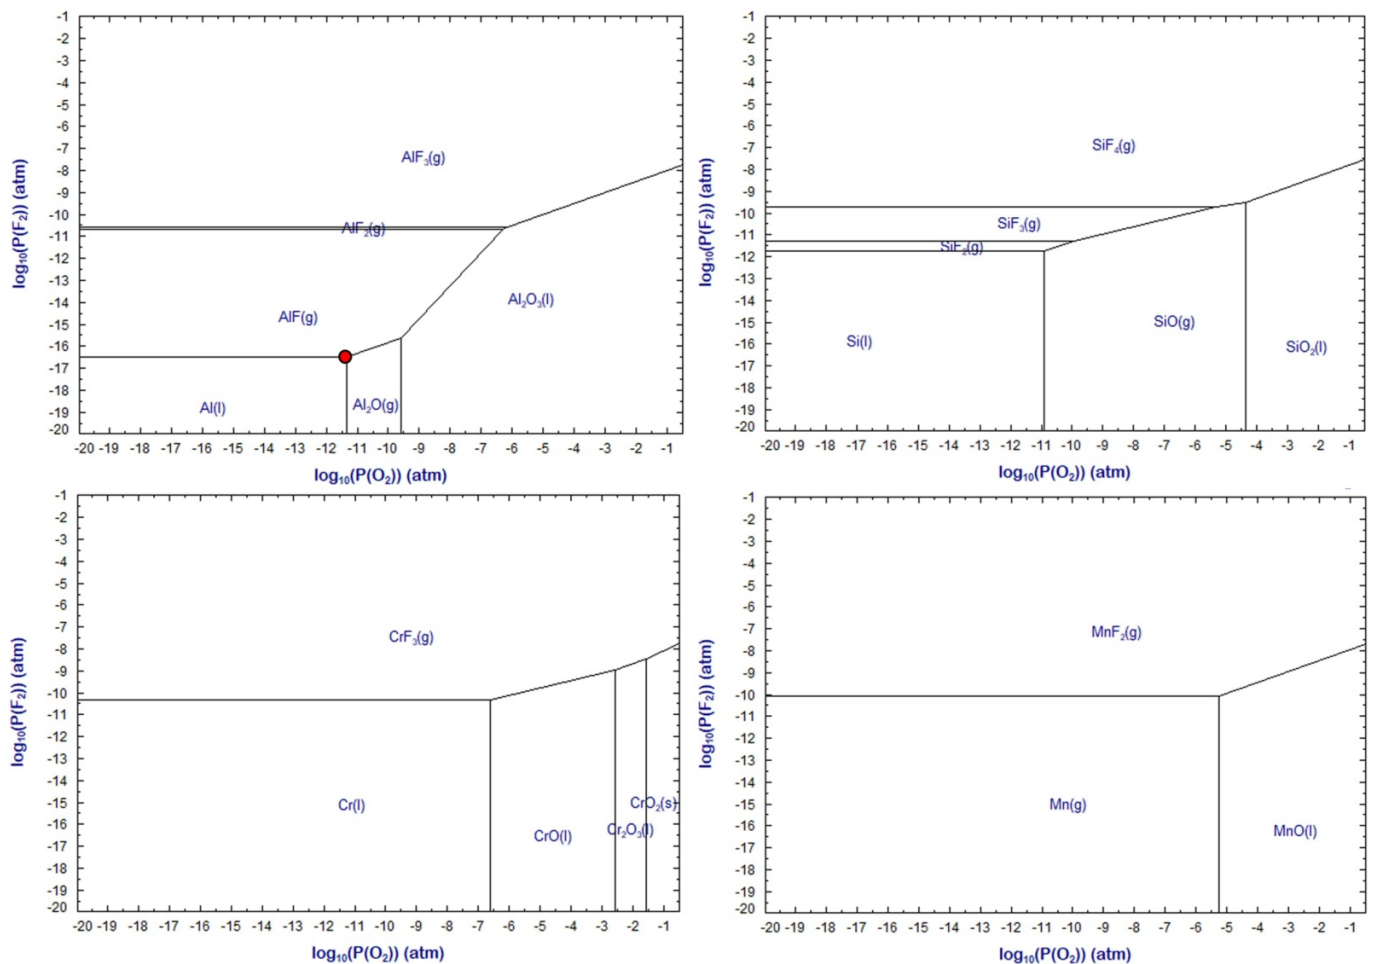 -1
-2
-3
-4
-5
-6
-7
-8
-9
-10
-11
-12
-13
-14
-15
-16
-17
-18
-19
-20
log₁₀(P(F₂)) (atm)
AlF₃(g)
AlF₂(g)
Al₂O₃(l)
AlF(g)
Al(l)
Al₂O(g)
-20 -19 -18 -17 -16 -15 -14 -13 -12 -11 -10 -9 -8 -7 -6 -5 -4 -3 -2 -1
log₁₀(P(O₂)) (atm)
-1
-2
-3
-4
-5
-6
-7
-8
-9
-10
-11
-12
-13
-14
-15
-16
-17
-18
-19
-20
log₁₀(P(F₂)) (atm)
SiF₄(g)
SiF₃(g)
SiF₂(g)
SiO(g)
Si(l)
SiO₂(l)
-20 -19 -18 -17 -16 -15 -14 -13 -12 -11 -10 -9 -8 -7 -6 -5 -4 -3 -2 -1
log₁₀(P(O₂)) (atm)
-1
-2
-3
-4
-5
-6
-7
-8
-9
-10
-11
-12
-13
-14
-15
-16
-17
-18
-19
-20
log₁₀(P(F₂)) (atm)
CrF₃(g)
Cr(l)
CrO₂(s)
Cr₂O₃(l)
CrO(l)
-20 -19 -18 -17 -16 -15 -14 -13 -12 -11 -10 -9 -8 -7 -6 -5 -4 -3 -2 -1
log₁₀(P(O₂)) (atm)
-1
-2
-3
-4
-5
-6
-7
-8
-9
-10
-11
-12
-13
-14
-15
-16
-17
-18
-19
-20
log₁₀(P(F₂)) (atm)
MnF₂(g)
Mn(g)
MnO(l)
-20 -19 -18 -17 -16 -15 -14 -13 -12 -11 -10 -9 -8 -7 -6 -5 -4 -3 -2 -1
log₁₀(P(O₂)) (atm)